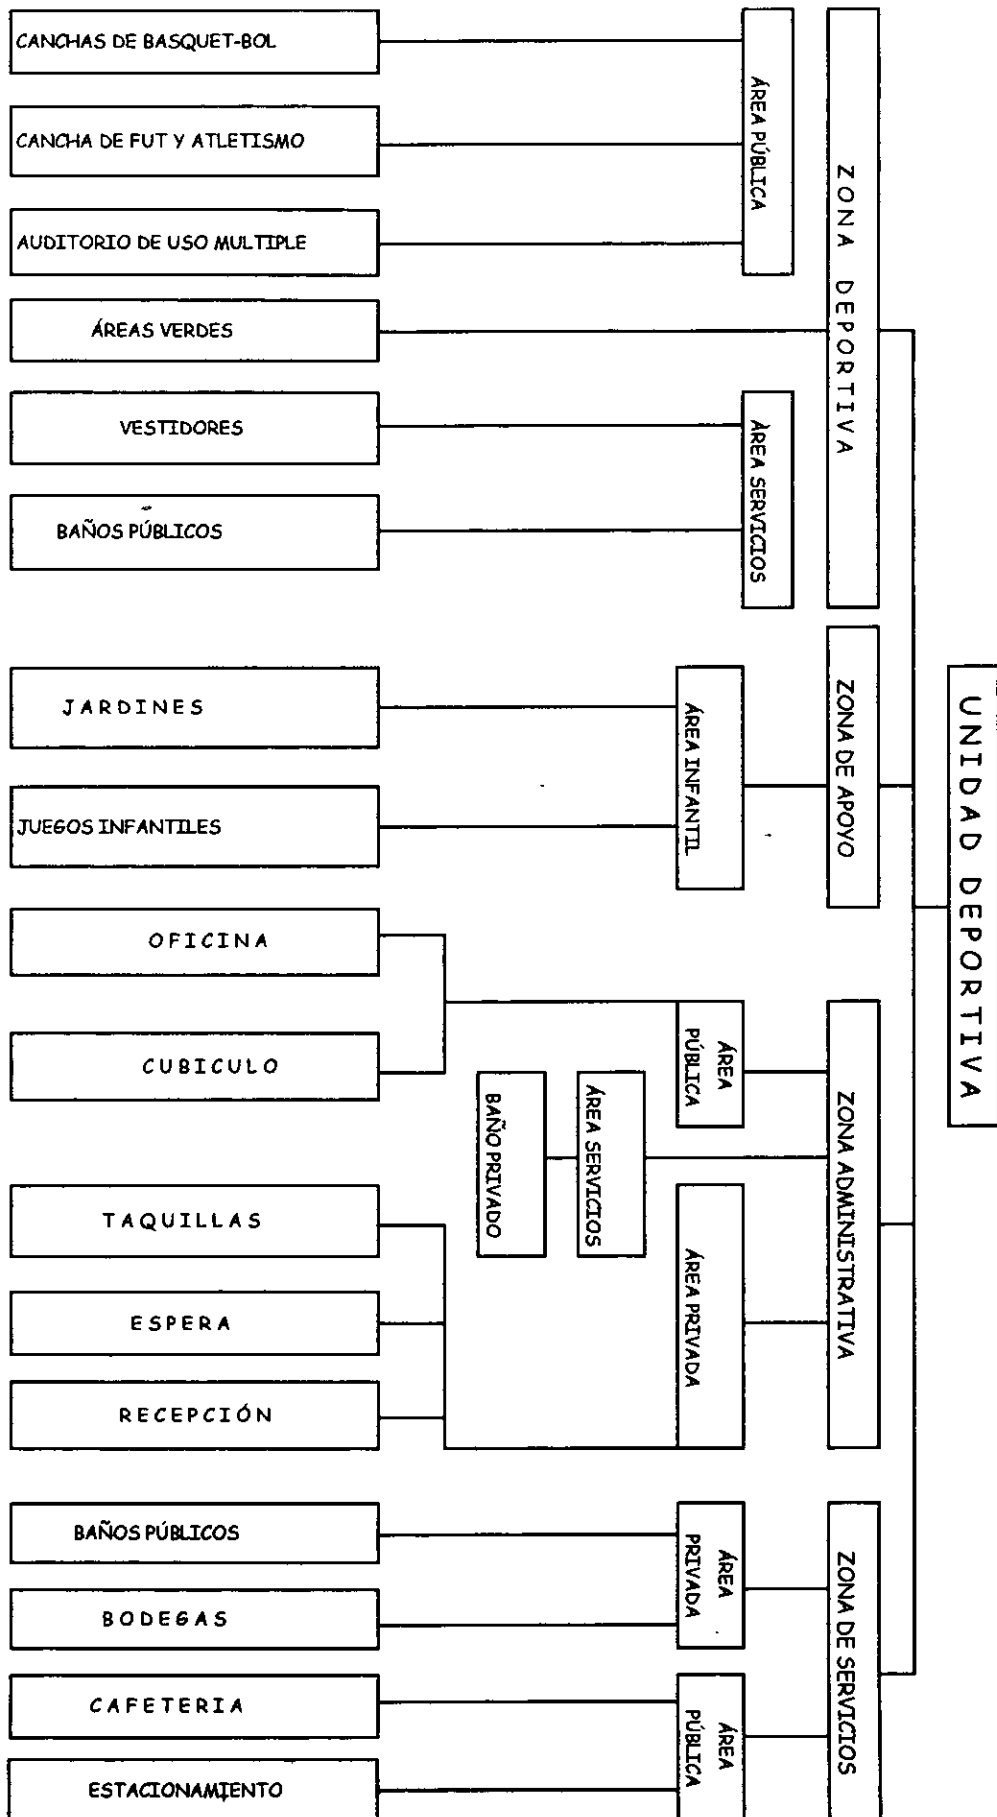 UNIDAD DEPORTIVA
ZONA DEPORTIVA
ÁREA PÚBLICA
CANCHAS DE BASQUET-BOL
CANCHA DE FUT Y ATLETISMO
AUDITORIO DE USO MULTIPLE
ÁREAS VERDES
ÁREA SERVICIOS
VESTIDORES
BAÑOS PÚBLICOS
ZONA DE APOYO
ÁREA INFANTIL
JARDINES
JUEGOS INFANTILES
ZONA ADMINISTRATIVA
ÁREA
PÚBLICA
OFICINA
CUBICULO
ÁREA SERVICIOS
BAÑO PRIVADO
ÁREA PRIVADA
TAQUILLAS
ESPERA
RECEPCIÓN
ZONA DE SERVICIOS
ÁREA
PRIVADA
BAÑOS PÚBLICOS
BODEGAS
ÁREA
PÚBLICA
CAFETERIA
ESTACIONAMIENTO